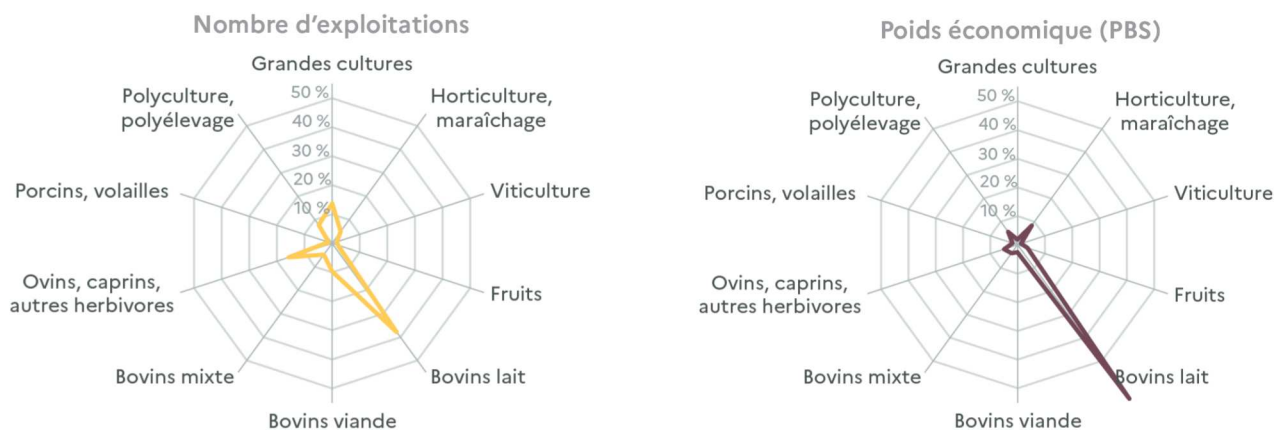 Nombre d'exploitations
Grandes cultures
Polyculture,
polyélevage
Horticulture,
maraîchage
50 %
40 %
30 %
20 %
10 %
Porcins, volailles
Viticulture
Ovins, caprins,
autres herbivores
Fruits
Bovins mixte
Bovins lait
Bovins viande
Poids économique (PBS)
Grandes cultures
Polyculture,
polyélevage
Horticulture,
maraîchage
50 %
40 %
30 %
20 %
10 %
Porcins, volailles
Viticulture
Ovins, caprins,
autres herbivores
Fruits
Bovins mixte
Bovins lait
Bovins viande